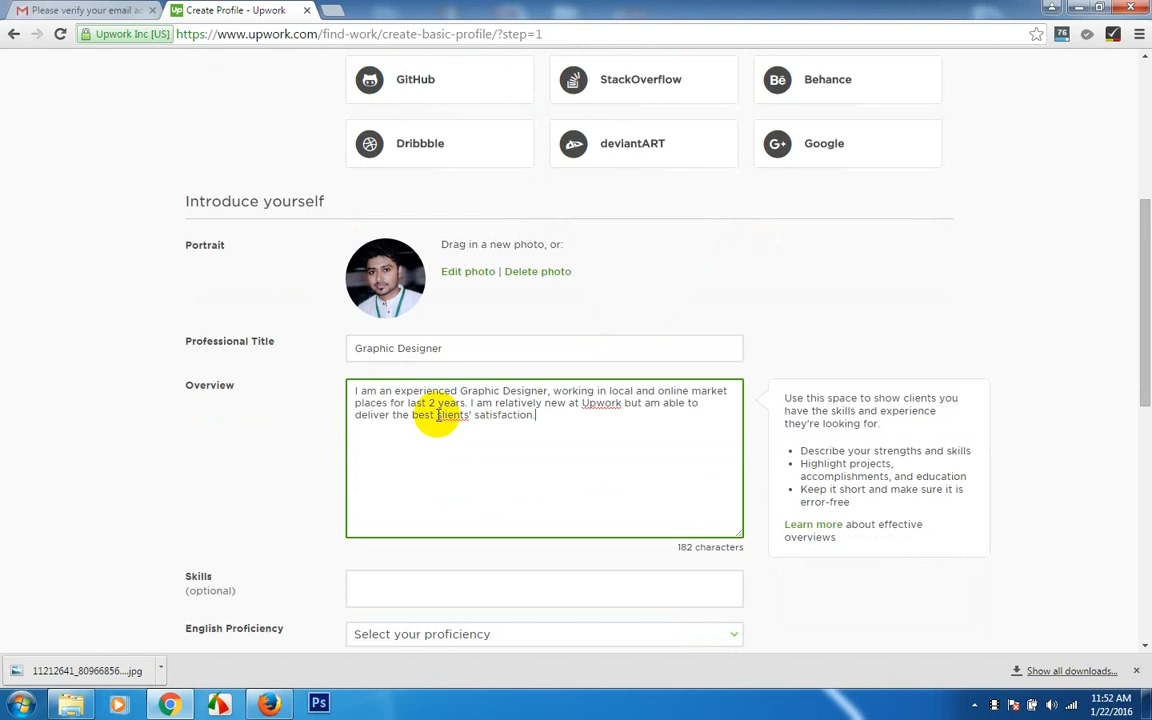 Please verify your email ad
Create Profile - Upwork
Upwork Inc [US]
https://www.upwork.com/find-work/create-basic-profile/?step=1
76
GitHub
StackOverflow
Behance
Dribbble
deviantART
Google
Introduce yourself
Portrait
Drag in a new photo, or:
Edit photo | Delete photo
Professional Title
Graphic Designer
Overview
I am an experienced Graphic Designer, working in local and online market
places for last 2 years. I am relatively new at Upwork but am able to
deliver the best slients' satisfaction.
182 characters
Use this space to show clients you
have the skills and experience
they're looking for.
• Describe your strengths and skills
• Highlight projects,
accomplishments, and education
• Keep it short and make sure it is
error-free
Learn more about effective
overviews
Skills
(optional)
English Proficiency
Select your proficiency
11212641_80966856....jpg
Show all downloads...
Ps
11:52 AM
1/22/2016